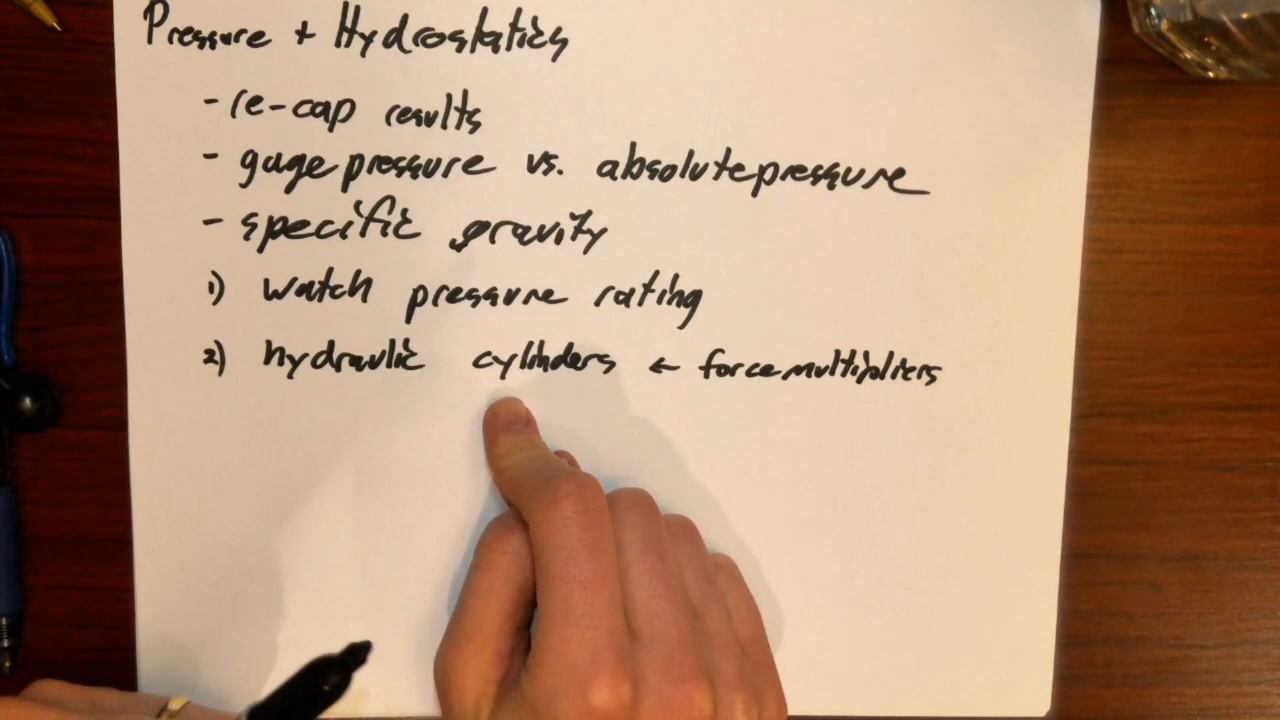 Pressure + Hydrostatics
- re-cap results
- gage pressure vs. absolute pressure
- specific gravity
1) watch pressure rating
2) hydraulic cylinders ← force multipliers